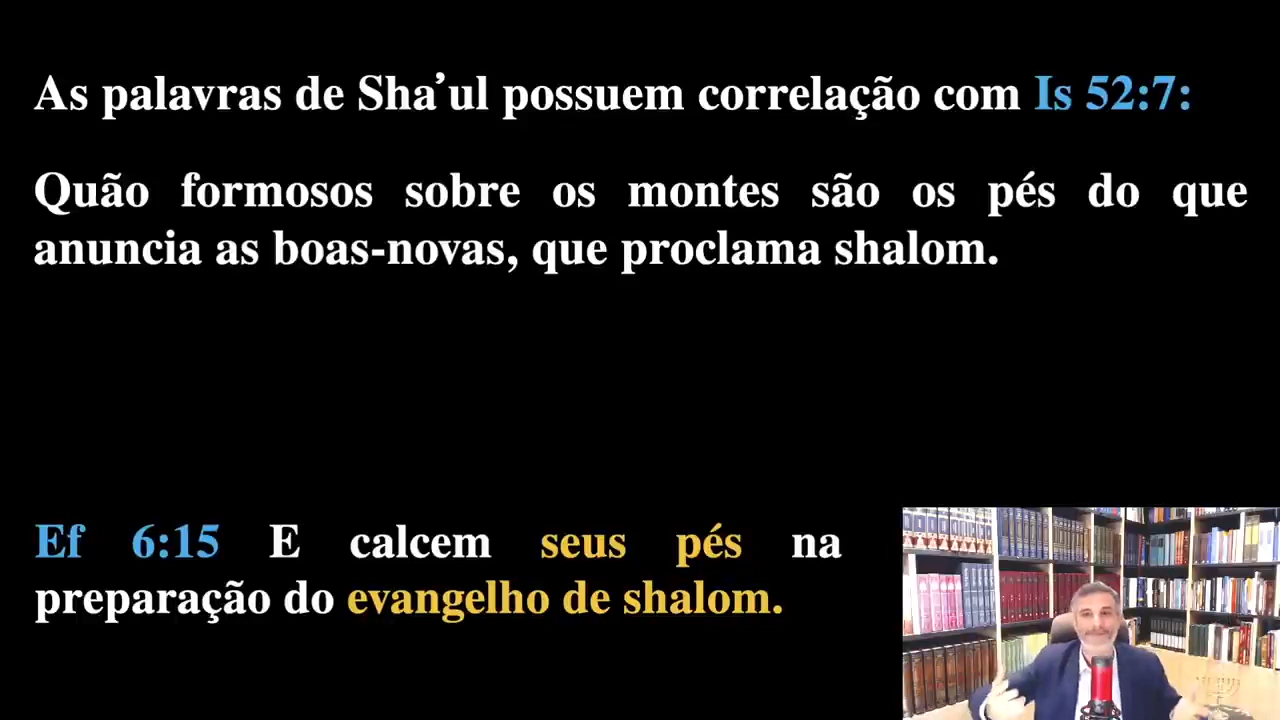 As palavras de Sha’ul possuem correlação com Is 52:7:
Quão formosos sobre os montes são os pés do que
anuncia as boas-novas, que proclama shalom.
Ef 6:15 E calcem seus pés na
preparação do evangelho de shalom.